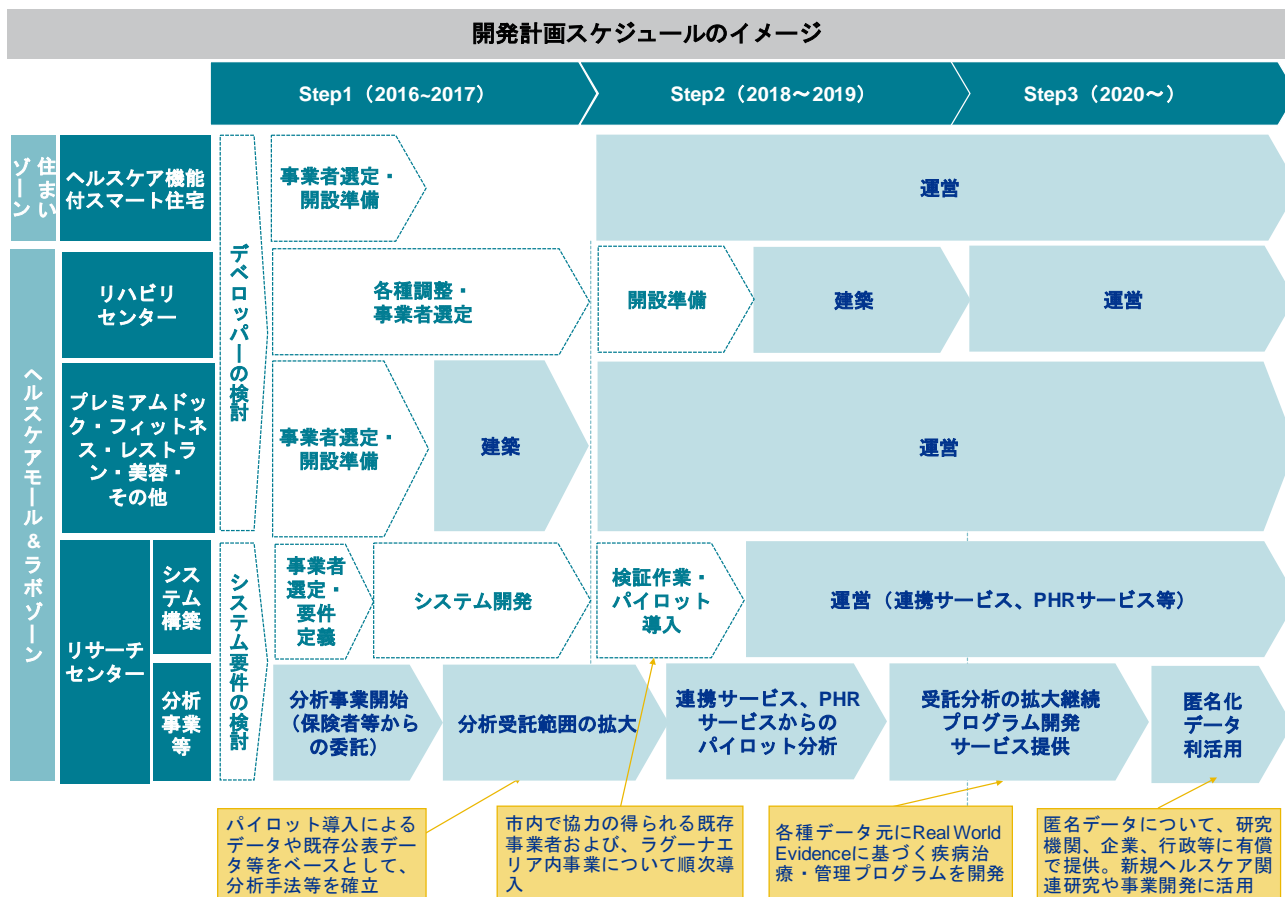 開発計画スケジュールのイメージ
Step1（2016~2017）
Step2（2018～2019）
Step3（2020～）
住まい
ゾーン
ヘルスケア機能
付スマート住宅
デベロッパーの検討
事業者選定・
開設準備
運営
ヘルスケアモール&ラボゾーン
リハビリ
センター
各種調整・
事業者選定
開設準備
建築
運営
プレミアムドッ
ク・フィットネ
ス・レストラ
ン・美容・
その他
事業者選定・
開設準備
建築
運営
リサーチ
センター
シス
テム
構築
システム要件の検討
事業者
選定・
要件
定義
システム開発
検証作業・
パイロット
導入
運営（連携サービス、PHRサービス等）
分析
事業
等
分析事業開始
（保険者等から
の委託）
分析受託範囲の拡大
連携サービス、PHR
サービスからの
パイロット分析
受託分析の拡大継続
プログラム開発
サービス提供
匿名化
データ
利活用
パイロット導入による
データや既存公表デー
タ等をベースとして、
分析手法等を確立
市内で協力の得られる既存
事業者および、ラグーナエ
リア内事業について順次導
入
各種データ元にReal World
Evidenceに基づく疾病治
療・管理プログラムを開発
匿名データについて、研究
機関、企業、行政等に有償
で提供。新規ヘルスケア関
連研究や事業開発に活用